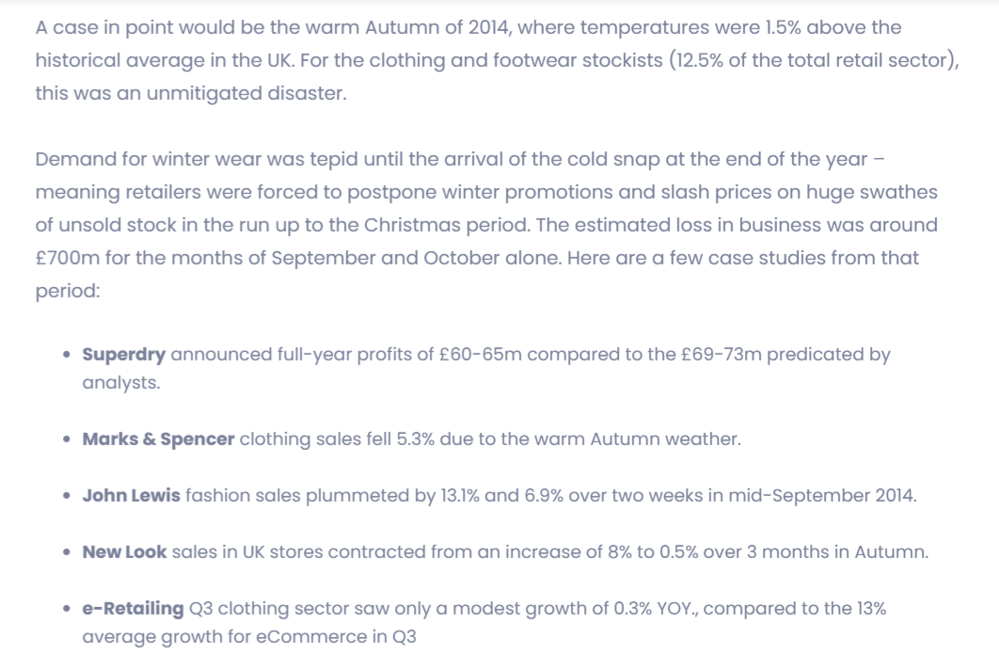 A case in point would be the warm Autumn of 2014, where temperatures were 1.5% above the
historical average in the UK. For the clothing and footwear stockists (12.5% of the total retail sector),
this was an unmitigated disaster.
Demand for winter wear was tepid until the arrival of the cold snap at the end of the year –
meaning retailers were forced to postpone winter promotions and slash prices on huge swathes
of unsold stock in the run up to the Christmas period. The estimated loss in business was around
£700m for the months of September and October alone. Here are a few case studies from that
period:
• Superdry announced full-year profits of £60-65m compared to the £69-73m predicated by
analysts.
• Marks & Spencer clothing sales fell 5.3% due to the warm Autumn weather.
• John Lewis fashion sales plummeted by 13.1% and 6.9% over two weeks in mid-September 2014.
• New Look sales in UK stores contracted from an increase of 8% to 0.5% over 3 months in Autumn.
• e-Retailing Q3 clothing sector saw only a modest growth of 0.3% YOY., compared to the 13%
average growth for eCommerce in Q3